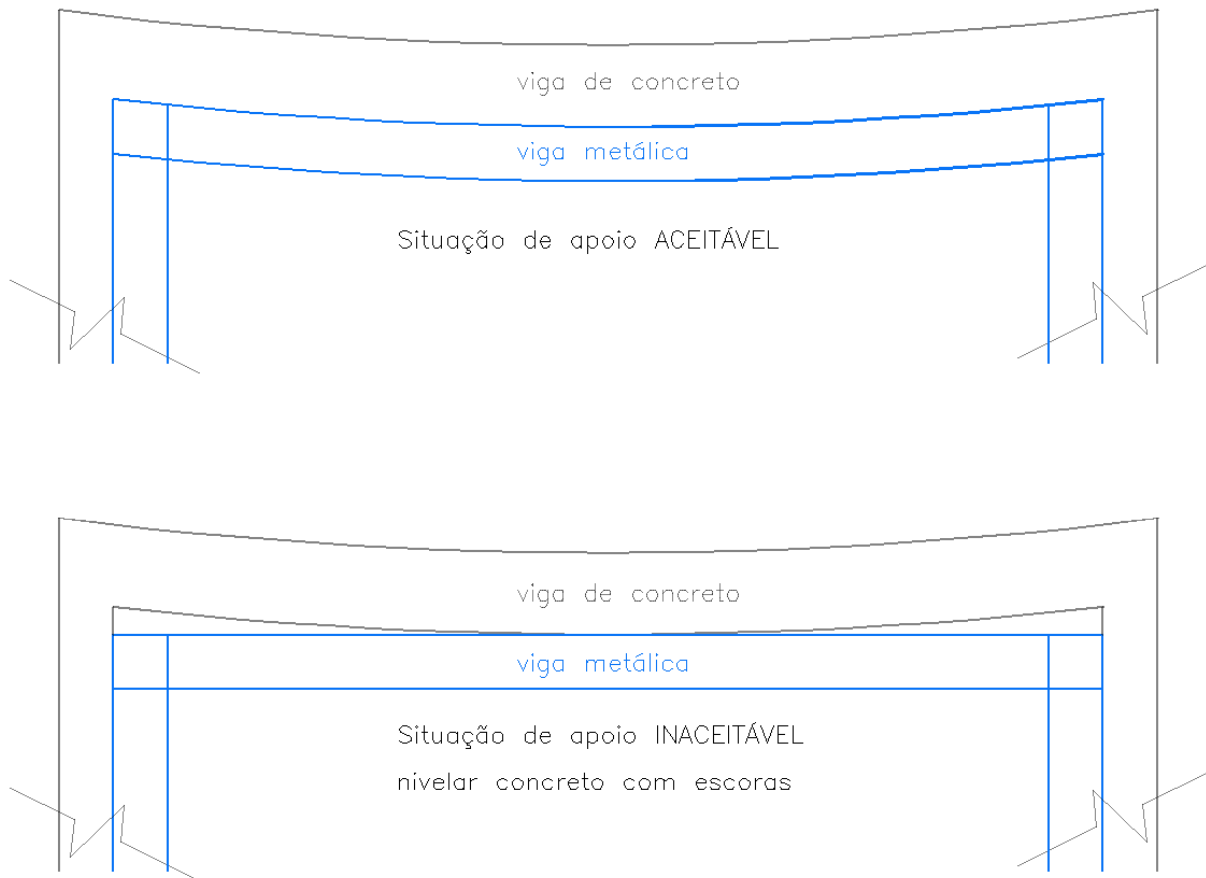 viga de concreto
viga metálica
Situação de apoio ACEITÁVEL
viga de concreto
viga metálica
Situação de apoio INACEITÁVEL
nivelar concreto com escoras